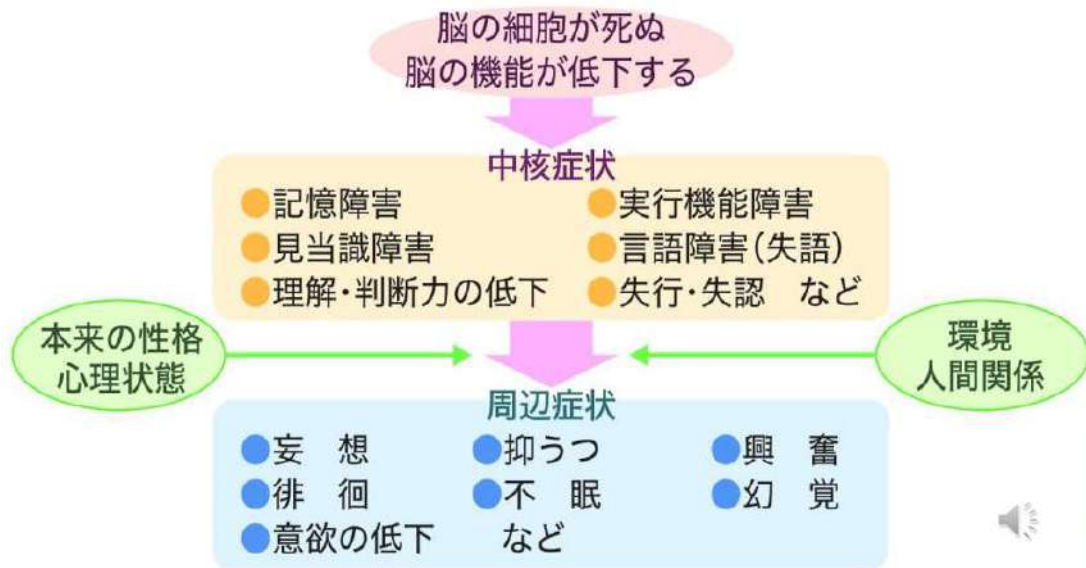 脳の細胞が死ぬ
脳の機能が低下する
中核症状
●記憶障害 ●実行機能障害
●見当識障害 ●言語障害(失語)
●理解・判断力の低下 ●失行・失認 など
本来の性格
心理状態
環境
人間関係
周辺症状
●妄 想 ●抑うつ ●興 奮
●徘 徊 ●不 眠 ●幻 覚
●意欲の低下 など